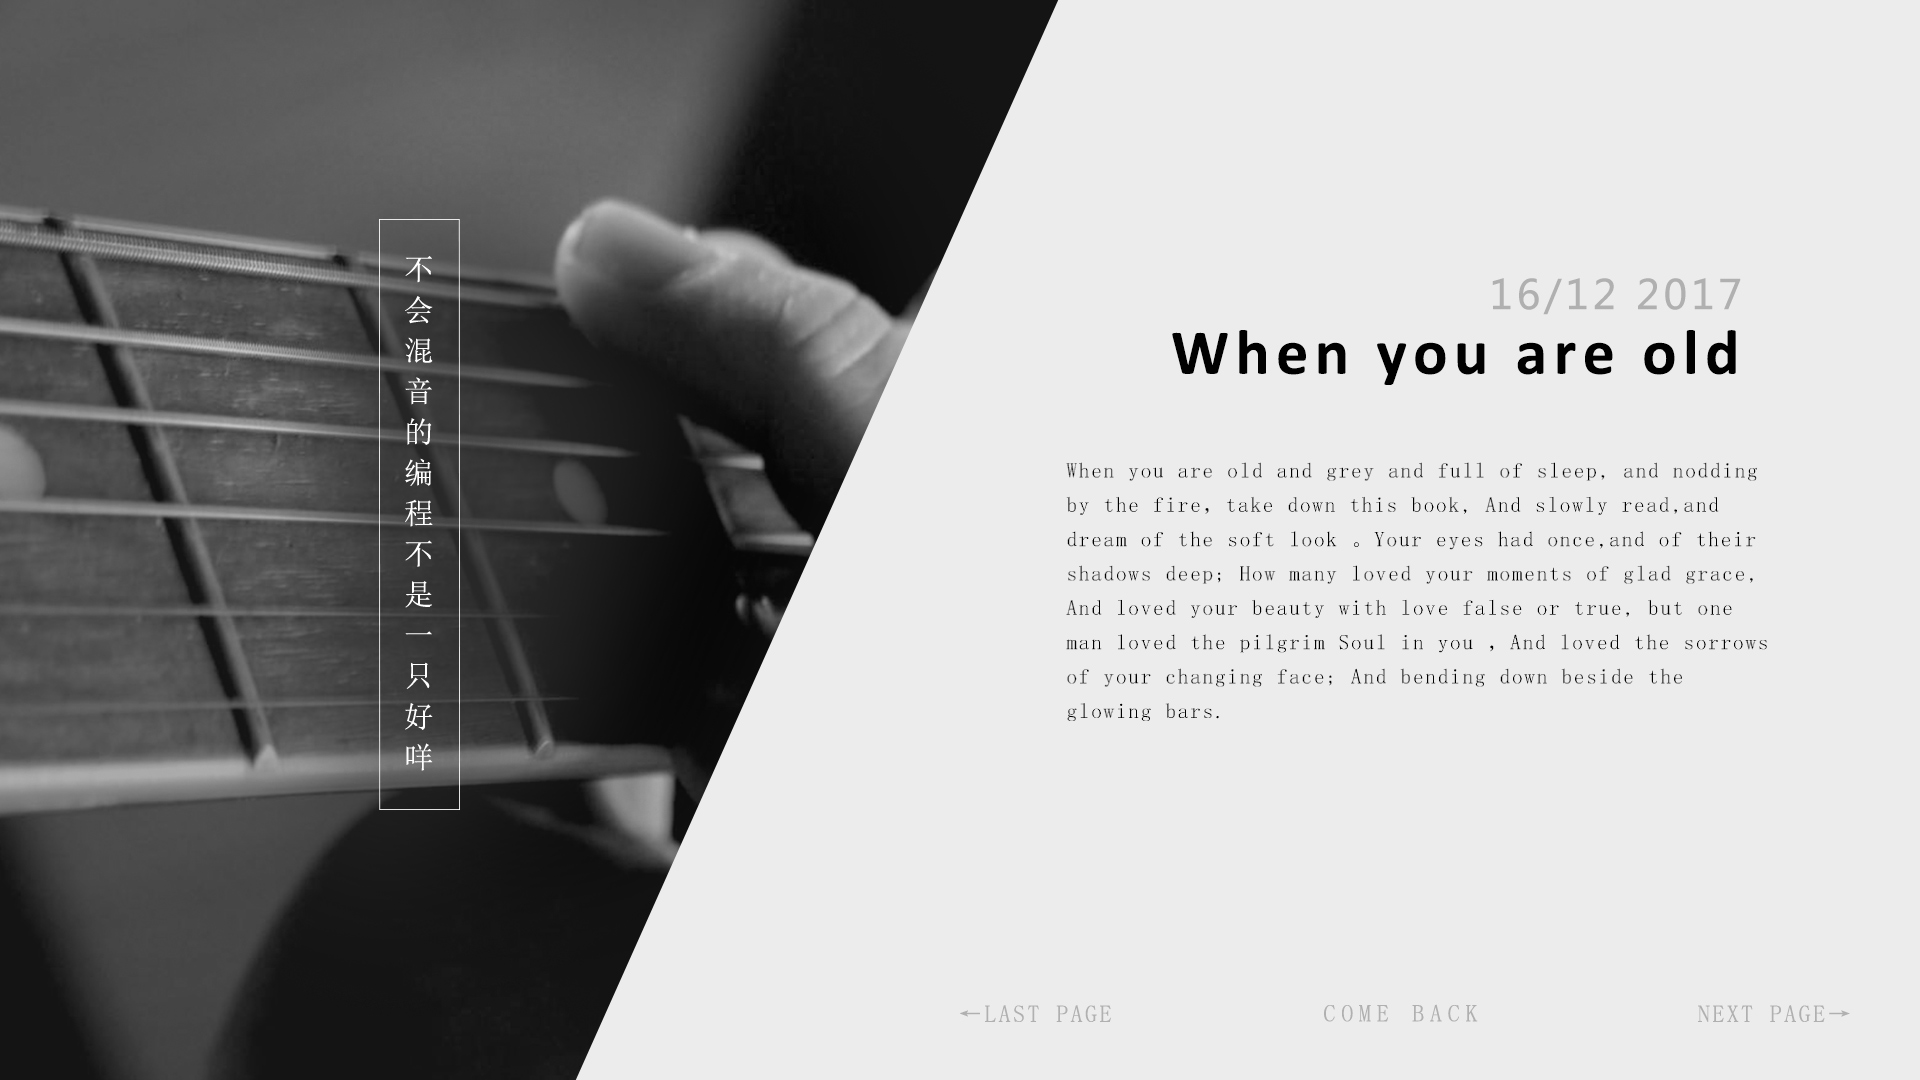 不会混音的编程不是一只好咩
16/12 2017
When you are old
When you are old and grey and full of sleep, and nodding
by the fire, take down this book, And slowly read,and
dream of the soft look 。Your eyes had once,and of their
shadows deep; How many loved your moments of glad grace,
And loved your beauty with love false or true, but one
man loved the pilgrim Soul in you , And loved the sorrows
of your changing face; And bending down beside the
glowing bars.
←LAST PAGE
COME BACK
NEXT PAGE→